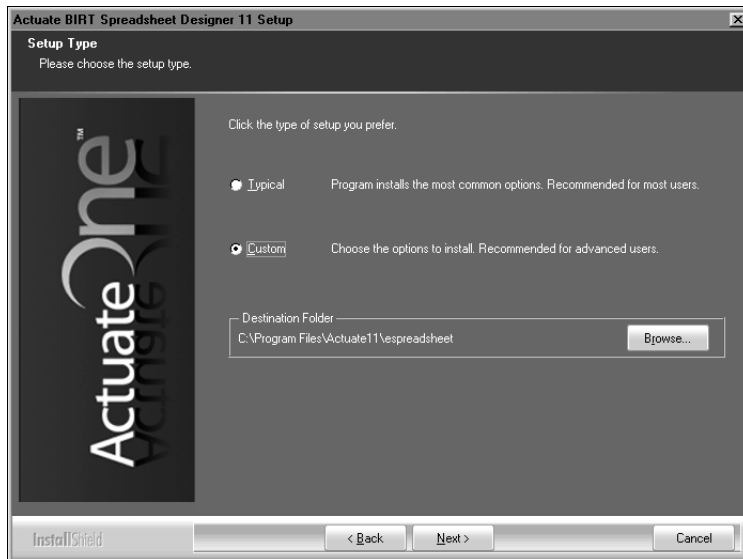 Actuate BIRT Spreadsheet Designer 11 Setup
Setup Type
Please choose the setup type.
ActuateOne™
Click the type of setup you prefer.
Typical Program installs the most common options. Recommended for most users.
Custom Choose the options to install. Recommended for advanced users.
Destination Folder
C:\Program Files\Actuate11\espreadsheet
Browse...
InstallShield
< Back
Next >
Cancel